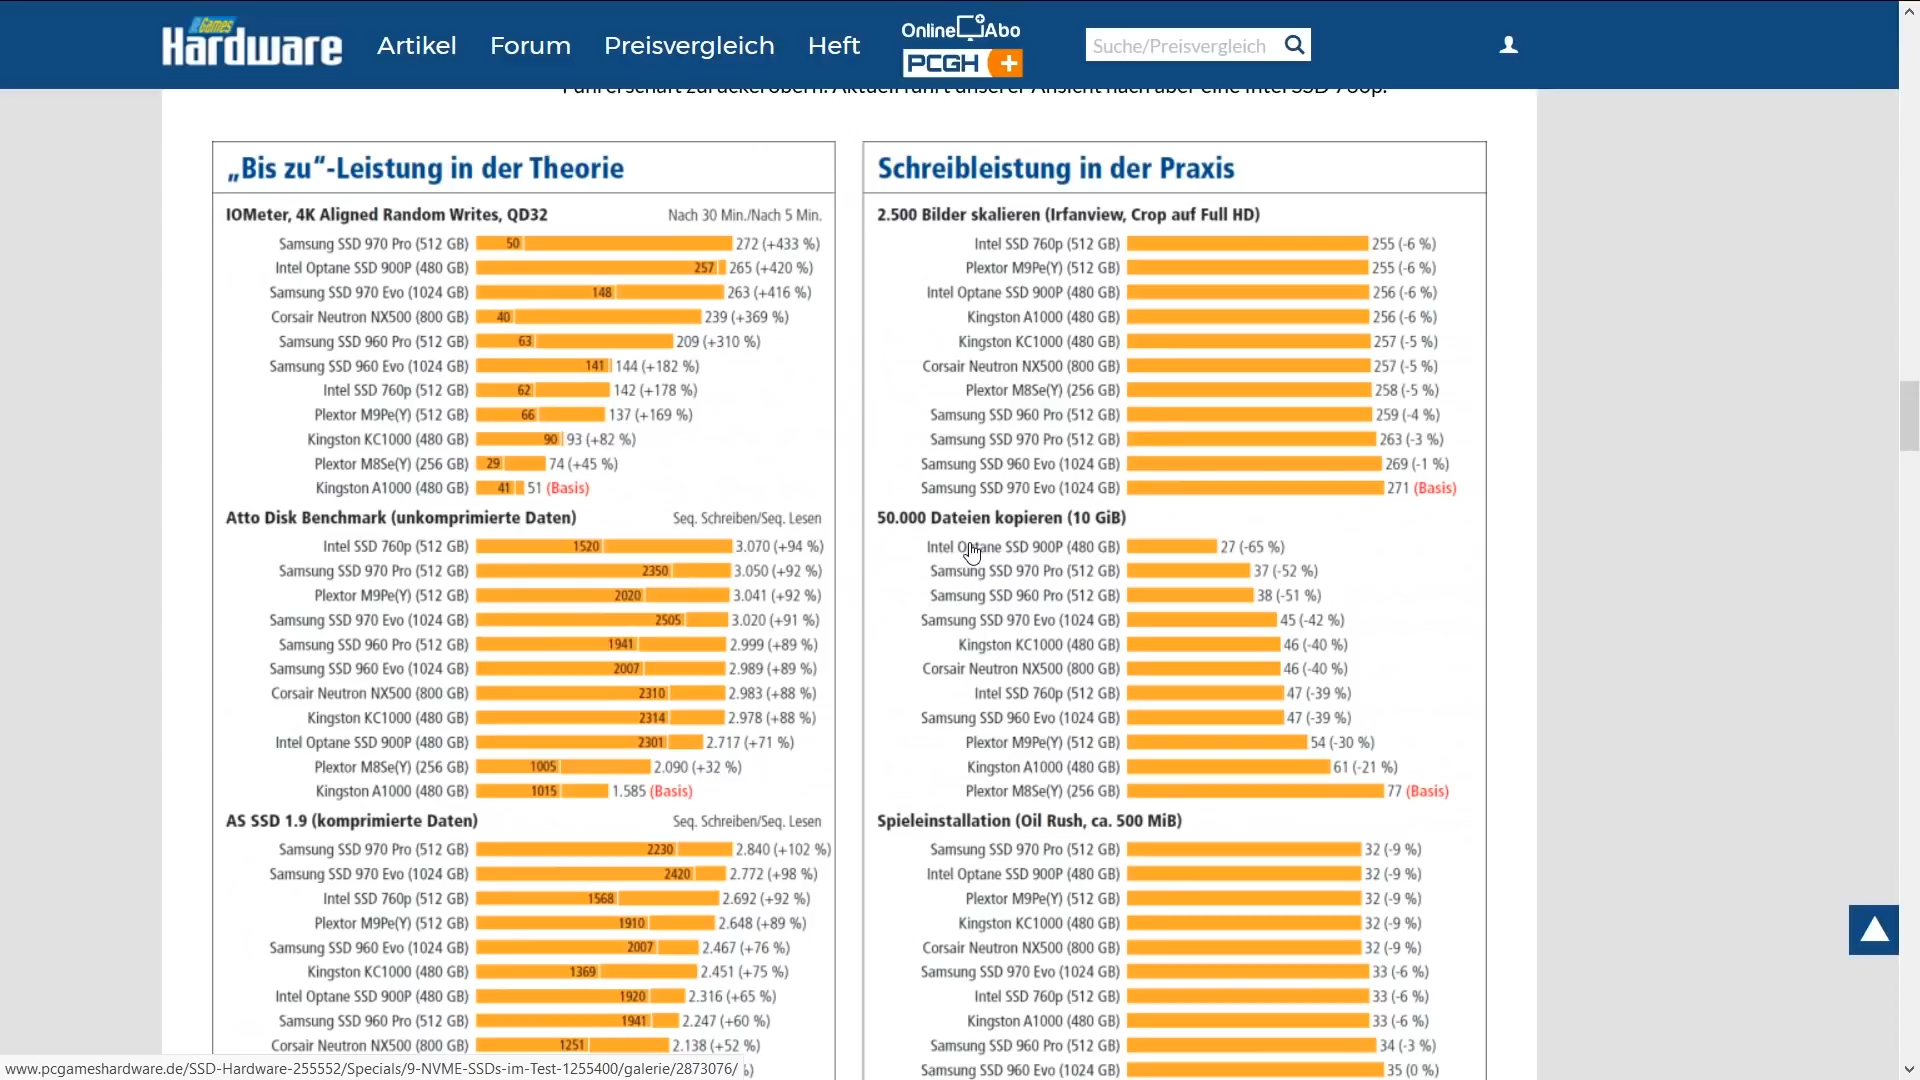 PC Games Hardware
Artikel
Forum
Preisvergleich
Heft
Online Abo
PCGH +
Suche/Preisvergleich
Führerschaft zurückerobern. Aktuell führt unserer Ansicht nach aber eine Intel SSD 760p.
„Bis zu“-Leistung in der Theorie
IOMeter, 4K Aligned Random Writes, QD32 Nach 30 Min./Nach 5 Min.
Samsung SSD 970 Pro (512 GB) 50 272 (+433 %)
Intel Optane SSD 900P (480 GB) 257 265 (+420 %)
Samsung SSD 970 Evo (1024 GB) 148 263 (+416 %)
Corsair Neutron NX500 (800 GB) 40 239 (+369 %)
Samsung SSD 960 Pro (512 GB) 63 209 (+310 %)
Samsung SSD 960 Evo (1024 GB) 141 144 (+182 %)
Intel SSD 760p (512 GB) 62 142 (+178 %)
Plextor M9Pe(Y) (512 GB) 66 137 (+169 %)
Kingston KC1000 (480 GB) 90 93 (+82 %)
Plextor M8Se(Y) (256 GB) 29 74 (+45 %)
Kingston A1000 (480 GB) 41 51 (Basis)
Atto Disk Benchmark (unkomprimierte Daten) Seq. Schreiben/Seq. Lesen
Intel SSD 760p (512 GB) 1520 3.070 (+94 %)
Samsung SSD 970 Pro (512 GB) 2350 3.050 (+92 %)
Plextor M9Pe(Y) (512 GB) 2020 3.041 (+92 %)
Samsung SSD 970 Evo (1024 GB) 2505 3.020 (+91 %)
Samsung SSD 960 Pro (512 GB) 1941 2.999 (+89 %)
Samsung SSD 960 Evo (1024 GB) 2007 2.989 (+89 %)
Corsair Neutron NX500 (800 GB) 2310 2.983 (+88 %)
Kingston KC1000 (480 GB) 2314 2.978 (+88 %)
Intel Optane SSD 900P (480 GB) 2301 2.717 (+71 %)
Plextor M8Se(Y) (256 GB) 1005 2.090 (+32 %)
Kingston A1000 (480 GB) 1015 1.585 (Basis)
AS SSD 1.9 (komprimierte Daten) Seq. Schreiben/Seq. Lesen
Samsung SSD 970 Pro (512 GB) 2230 2.840 (+102 %)
Samsung SSD 970 Evo (1024 GB) 2420 2.772 (+98 %)
Intel SSD 760p (512 GB) 1568 2.692 (+92 %)
Plextor M9Pe(Y) (512 GB) 1910 2.648 (+89 %)
Samsung SSD 960 Evo (1024 GB) 2007 2.467 (+76 %)
Kingston KC1000 (480 GB) 1369 2.451 (+75 %)
Intel Optane SSD 900P (480 GB) 1920 2.316 (+65 %)
Samsung SSD 960 Pro (512 GB) 1941 2.247 (+60 %)
Corsair Neutron NX500 (800 GB) 1251 2.138 (+52 %)
Schreibleistung in der Praxis
2.500 Bilder skalieren (Irfanview, Crop auf Full HD)
Intel SSD 760p (512 GB) 255 (-6 %)
Plextor M9Pe(Y) (512 GB) 255 (-6 %)
Intel Optane SSD 900P (480 GB) 256 (-6 %)
Kingston A1000 (480 GB) 256 (-6 %)
Kingston KC1000 (480 GB) 257 (-5 %)
Corsair Neutron NX500 (800 GB) 257 (-5 %)
Plextor M8Se(Y) (256 GB) 258 (-5 %)
Samsung SSD 960 Pro (512 GB) 259 (-4 %)
Samsung SSD 970 Pro (512 GB) 263 (-3 %)
Samsung SSD 960 Evo (1024 GB) 269 (-1 %)
Samsung SSD 970 Evo (1024 GB) 271 (Basis)
50.000 Dateien kopieren (10 GiB)
Intel Optane SSD 900P (480 GB) 27 (-65 %)
Samsung SSD 970 Pro (512 GB) 37 (-52 %)
Samsung SSD 960 Pro (512 GB) 38 (-51 %)
Samsung SSD 970 Evo (1024 GB) 45 (-42 %)
Kingston KC1000 (480 GB) 46 (-40 %)
Corsair Neutron NX500 (800 GB) 46 (-40 %)
Intel SSD 760p (512 GB) 47 (-39 %)
Samsung SSD 960 Evo (1024 GB) 47 (-39 %)
Plextor M9Pe(Y) (512 GB) 54 (-30 %)
Kingston A1000 (480 GB) 61 (-21 %)
Plextor M8Se(Y) (256 GB) 77 (Basis)
Spieleinstallation (Oil Rush, ca. 500 MiB)
Samsung SSD 970 Pro (512 GB) 32 (-9 %)
Intel Optane SSD 900P (480 GB) 32 (-9 %)
Plextor M9Pe(Y) (512 GB) 32 (-9 %)
Kingston KC1000 (480 GB) 32 (-9 %)
Corsair Neutron NX500 (800 GB) 32 (-9 %)
Samsung SSD 970 Evo (1024 GB) 33 (-6 %)
Intel SSD 760p (512 GB) 33 (-6 %)
Kingston A1000 (480 GB) 33 (-6 %)
Samsung SSD 960 Pro (512 GB) 34 (-3 %)
Samsung SSD 960 Evo (1024 GB) 35 (0 %)
www.pcgameshardware.de/SSD-Hardware-255552/Specials/9-NVME-SSDs-im-Test-1255400/galerie/2873076/